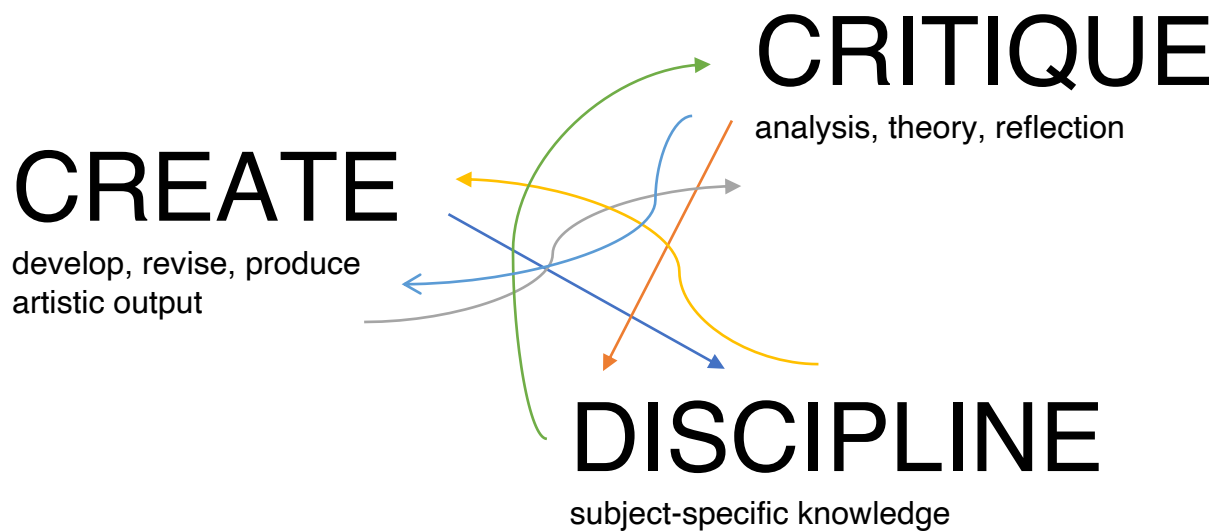 CRITIQUE
analysis, theory, reflection
CREATE
develop, revise, produce
artistic output
DISCIPLINE
subject-specific knowledge